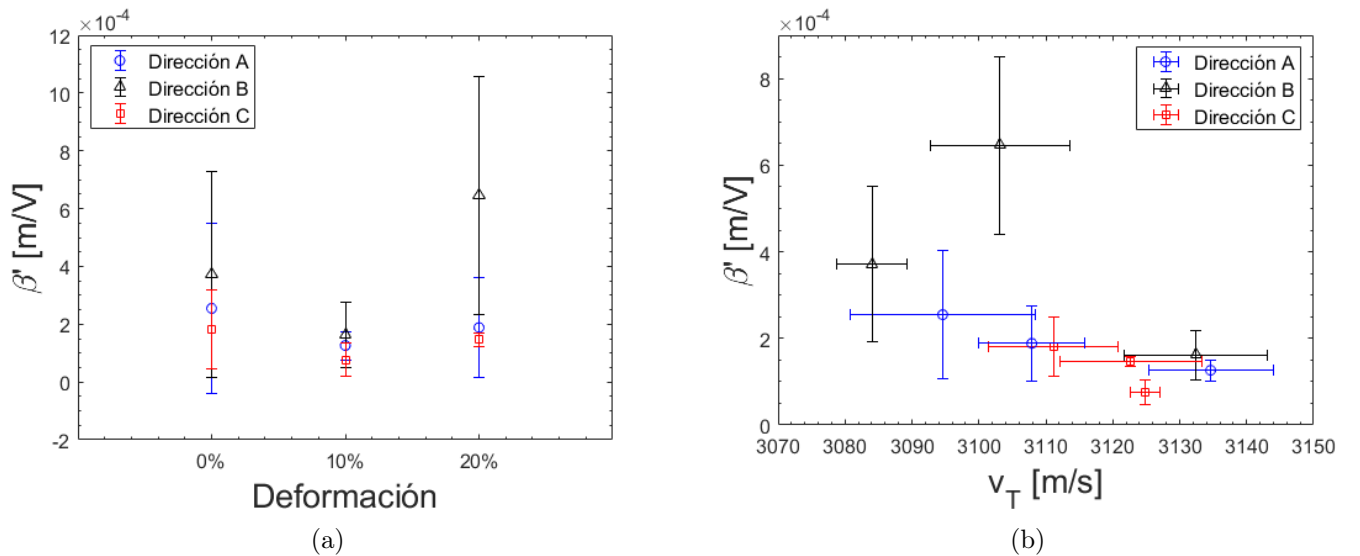 ×10⁻⁴
12
10
8
6
4
2
0
-2
β' [m/V]
Dirección A
Dirección B
Dirección C
0% 10% 20%
Deformación
(a)
×10⁻⁴
8
6
4
2
0
β' [m/V]
Dirección A
Dirección B
Dirección C
3070 3080 3090 3100 3110 3120 3130 3140 3150
v_T [m/s]
(b)